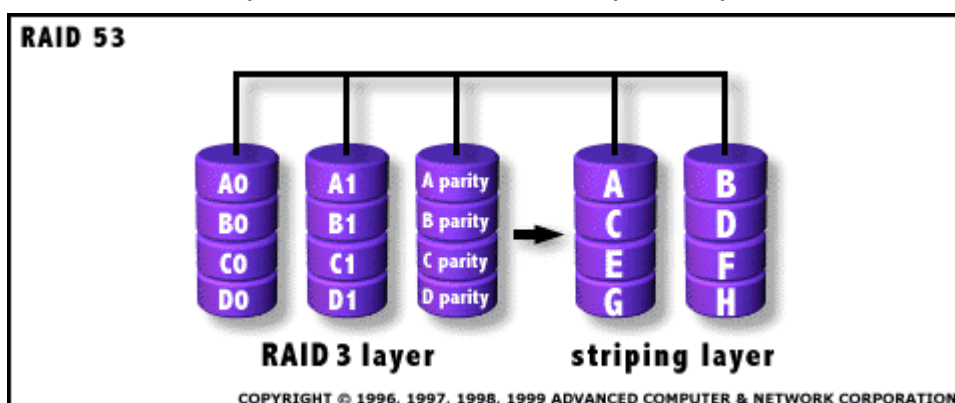 RAID 53
A0 A1 A parity A B
B0 B1 B parity C D
C0 C1 C parity E F
D0 D1 D parity G H
RAID 3 layer striping layer
COPYRIGHT © 1996, 1997, 1998, 1999 ADVANCED COMPUTER & NETWORK CORPORATION